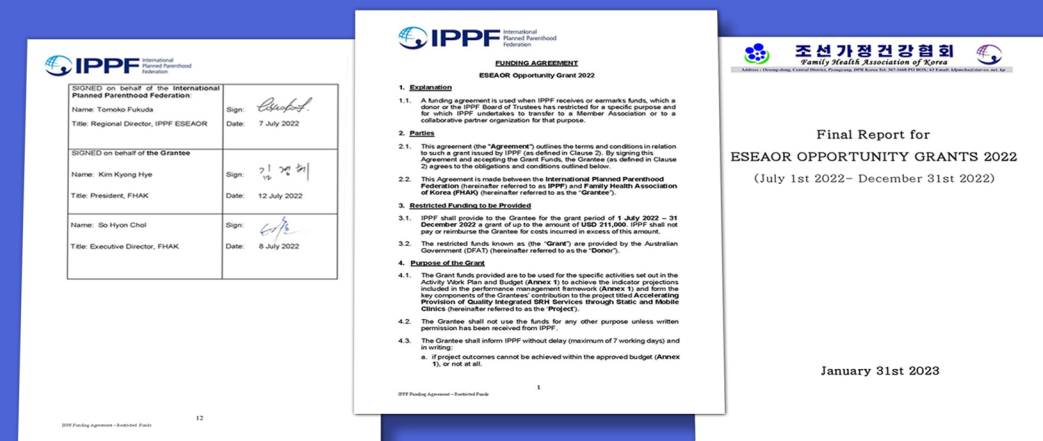 IPPF International
Planned Parenthood
Federation
SIGNED on behalf of the International
Planned Parenthood Federation:
Name: Tomoko Fukuda
Sign:
Title: Regional Director, IPPF ESEAOR
Date: 7 July 2022
SIGNED on behalf of the Grantee
Name: Kim Kyong Hye
Sign: 김경희
Title: President, FHAK
Date: 12 July 2022
Name: So Hyon Chol
Sign:
Title: Executive Director, FHAK
Date: 8 July 2022
12
IPPF Funding Agreement – Restricted Funds
IPPF International
Planned Parenthood
Federation
FUNDING AGREEMENT
ESEAOR Opportunity Grant 2022
1. Explanation
1.1. A funding agreement is used when IPPF receives or earmarks funds, which a
donor or the IPPF Board of Trustees has restricted for a specific purpose and
for which IPPF undertakes to transfer to a Member Association or to a
collaborative partner organization for that purpose.
2. Parties
2.1. This agreement (the "Agreement") outlines the terms and conditions in relation
to such a grant issued by IPPF (as defined in Clause 2). By signing this
Agreement and accepting the Grant Funds, the Grantee (as defined in Clause
2) agrees to the obligations and conditions outlined below.
2.2. This Agreement is made between the International Planned Parenthood
Federation (hereinafter referred to as IPPF) and Family Health Association
of Korea (FHAK) (hereinafter referred to as the "Grantee").
3. Restricted Funding to be Provided
3.1. IPPF shall provide to the Grantee for the grant period of 1 July 2022 – 31
December 2022 a grant of up to the amount of USD 211,000. IPPF shall not
pay or reimburse the Grantee for costs incurred in excess of this amount.
3.2. The restricted funds known as (the "Grant") are provided by the Australian
Government (DFAT) (hereinafter referred to as the "Donor").
4. Purpose of the Grant
4.1. The Grant funds provided are to be used for the specific activities set out in the
Activity Work Plan and Budget (Annex 1) to achieve the indicator projections
included in the performance management framework (Annex 1) and form the
key components of the Grantees' contribution to the project titled Accelerating
Provision of Quality Integrated SRH Services through Static and Mobile
Clinics (hereinafter referred to as the 'Project').
4.2. The Grantee shall not use the funds for any other purpose unless written
permission has been received from IPPF.
4.3. The Grantee shall inform IPPF without delay (maximum of 7 working days) and
in writing:
a. if project outcomes cannot be achieved within the approved budget (Annex
1), or not at all.
1
IPPF Funding Agreement – Restricted Funds
조선가정건강협회
Family Health Association of Korea
Final Report for
ESEAOR OPPORTUNITY GRANTS 2022
(July 1st 2022– December 31st 2022)
January 31st 2023